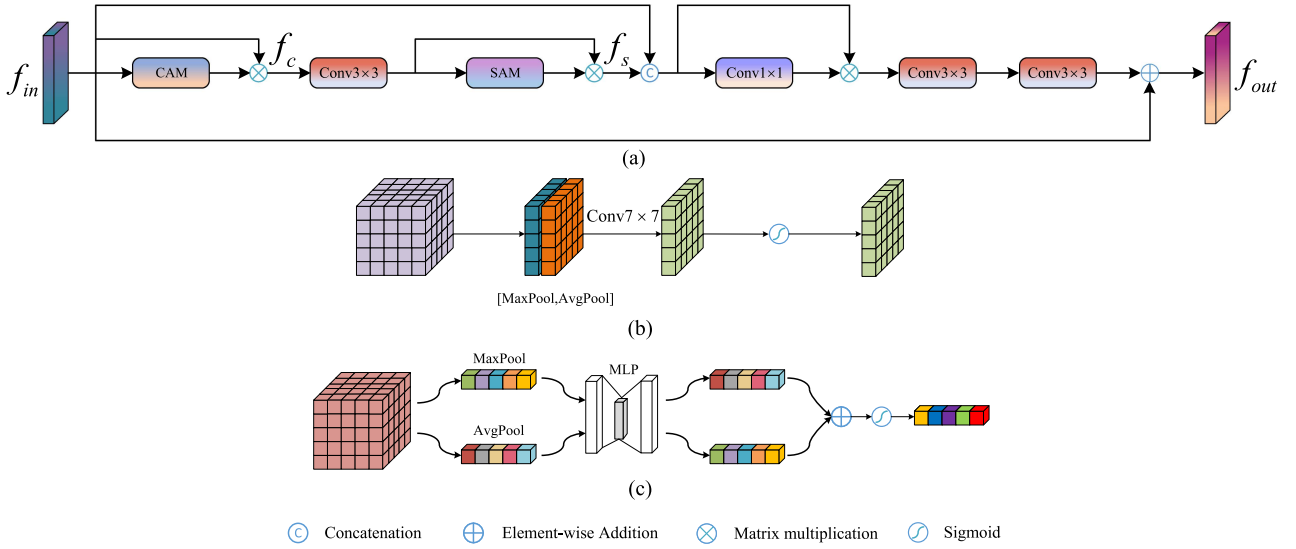 f_in
CAM
f_c
Conv3×3
SAM
f_s
C
Conv1×1
Conv3×3
Conv3×3
f_out
(a)
Conv7 × 7
[MaxPool,AvgPool]
(b)
MaxPool
MLP
AvgPool
(c)
C Concatenation
Element-wise Addition
Matrix multiplication
Sigmoid